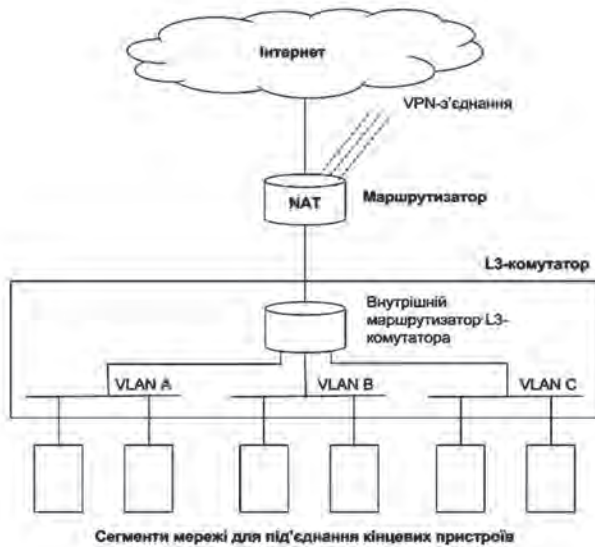 Інтернет
VPN-з'єднання
NAT
Маршрутизатор
L3-комутатор
Внутрішній
маршрутизатор L3-
комутатора
VLAN A
VLAN B
VLAN C
Сегменти мережі для під'єднання кінцевих пристроїв